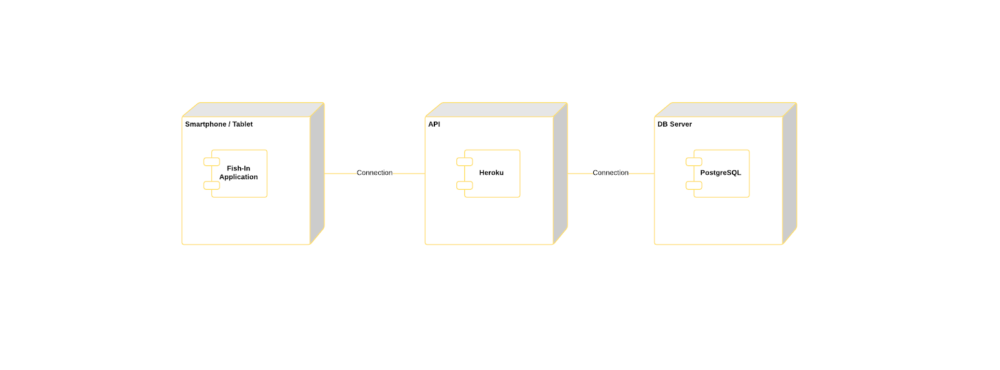 Smartphone / Tablet
Fish-In
Application
Connection
API
Heroku
Connection
DB Server
PostgreSQL